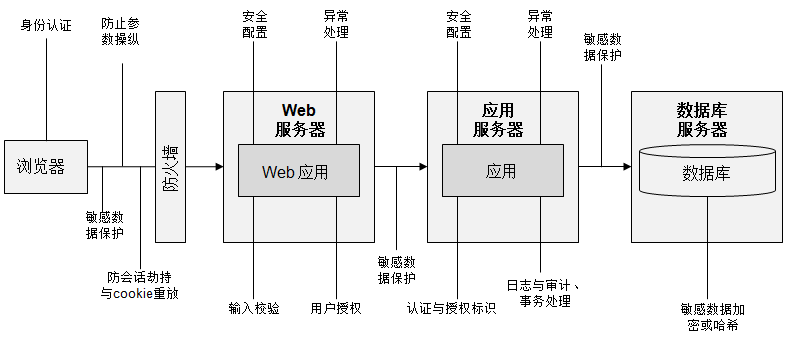 身份认证
防止参
数操纵
安全
配置
异常
处理
安全
配置
异常
处理
敏感数
据保护
浏览器
防火墙
Web
服务器
Web 应用
应用
服务器
应用
数据库
服务器
数据库
敏感数
据保护
防会话劫持
与cookie重放
输入校验
用户授权
敏感数
据保护
认证与授权标识
日志与审计、
事务处理
敏感数据加
密或哈希